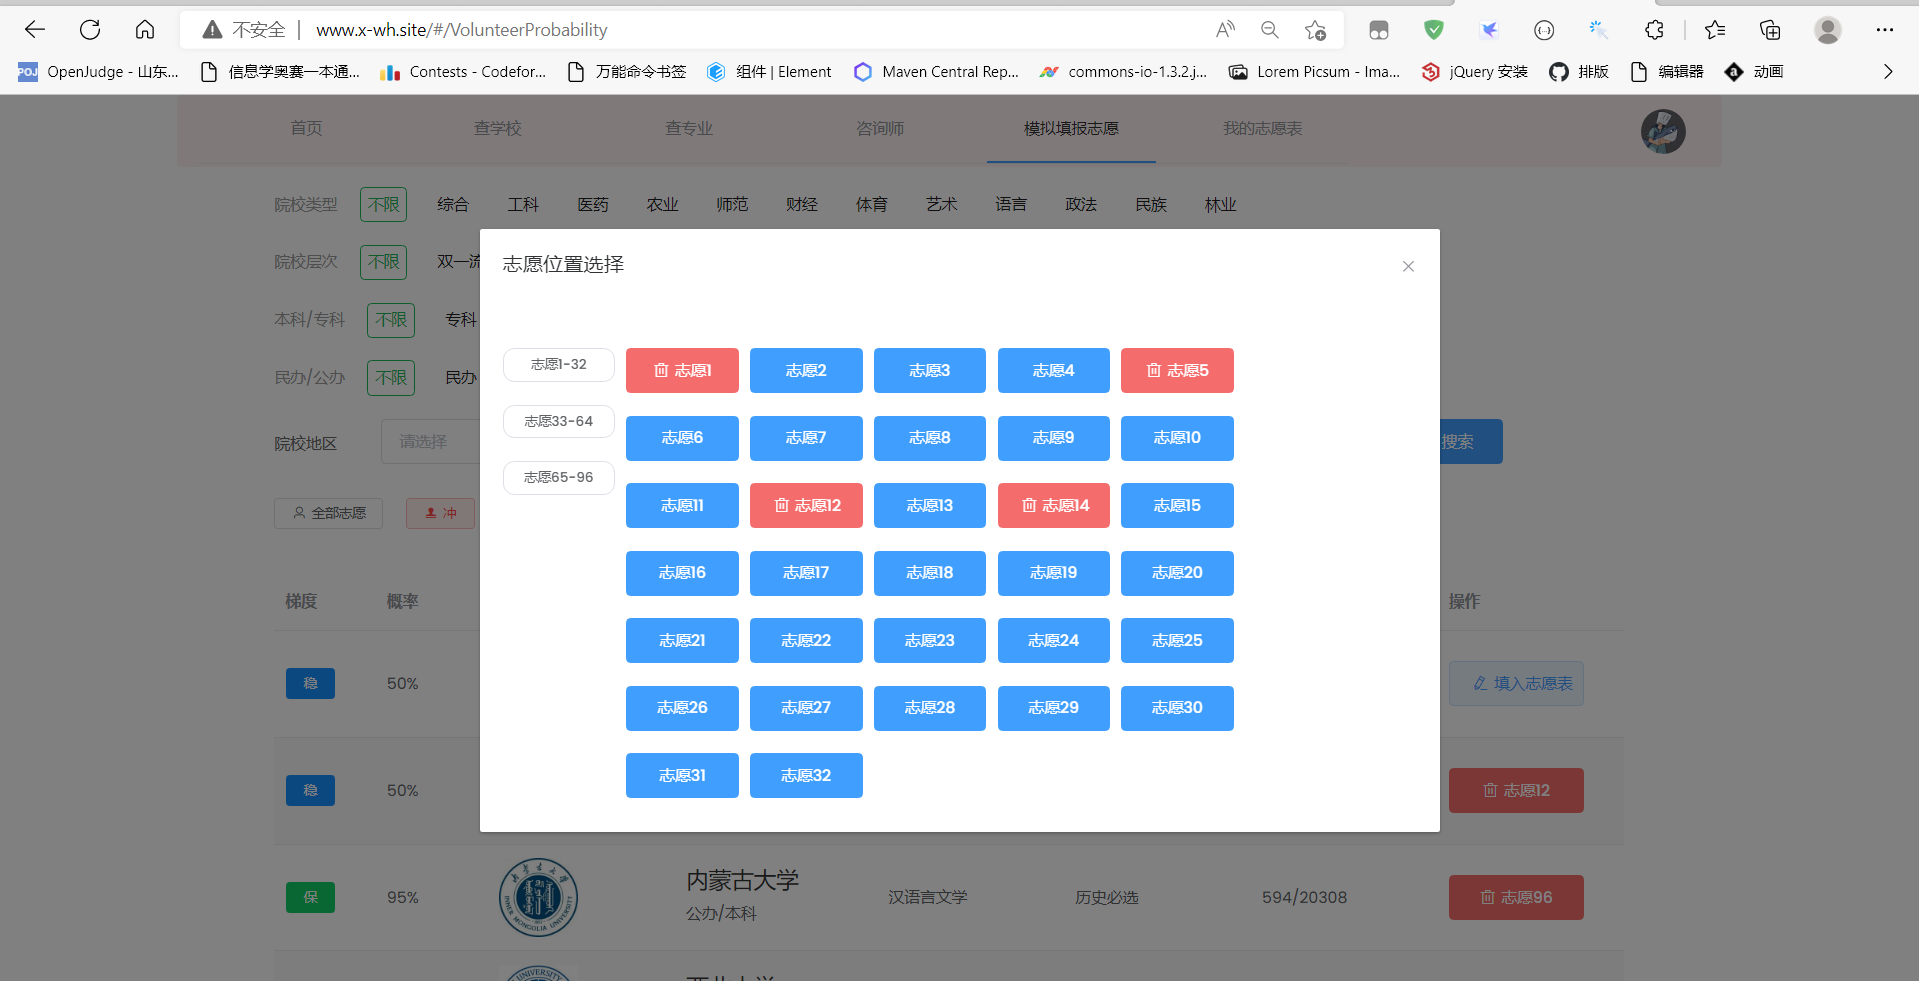 不安全 www.x-wh.site/#/VolunteerProbability
OpenJudge - 山东... 信息学奥赛一本通... Contests - Codefor... 万能命令书签 组件 | Element Maven Central Rep... commons-io-1.3.2.j... Lorem Picsum - Ima... jQuery 安装 排版 编辑器 动画
首页 查学校 查专业 咨询师 模拟填报志愿 我的志愿表
院校类型 不限 综合 工科 医药 农业 师范 财经 体育 艺术 语言 政法 民族 林业
院校层次 不限 双一流
本科/专科 不限 专科
民办/公办 不限 民办
院校地区 请选择 搜索
全部志愿 冲
梯度 概率 操作
稳 50% 填入志愿表
稳 50% 志愿12
保 95% 内蒙古大学 汉语言文学 历史必选 594/20308 志愿96
公办/本科
INNER MONGOLIA UNIVERSITY
UNIVERSITY
志愿位置选择
志愿1-32
志愿33-64
志愿65-96
志愿1 志愿2 志愿3 志愿4 志愿5
志愿6 志愿7 志愿8 志愿9 志愿10
志愿11 志愿12 志愿13 志愿14 志愿15
志愿16 志愿17 志愿18 志愿19 志愿20
志愿21 志愿22 志愿23 志愿24 志愿25
志愿26 志愿27 志愿28 志愿29 志愿30
志愿31 志愿32